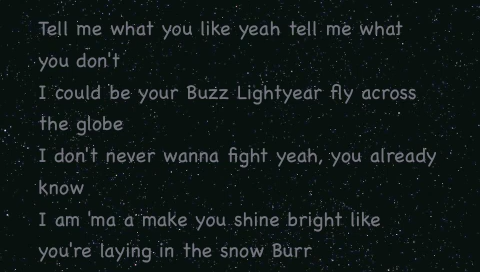 Tell me what you like yeah tell me what
you don't
I could be your Buzz Lightyear fly across
the globe
I don't never wanna fight yeah, you already
know
I am 'ma a make you shine bright like
you're laying in the snow Burr